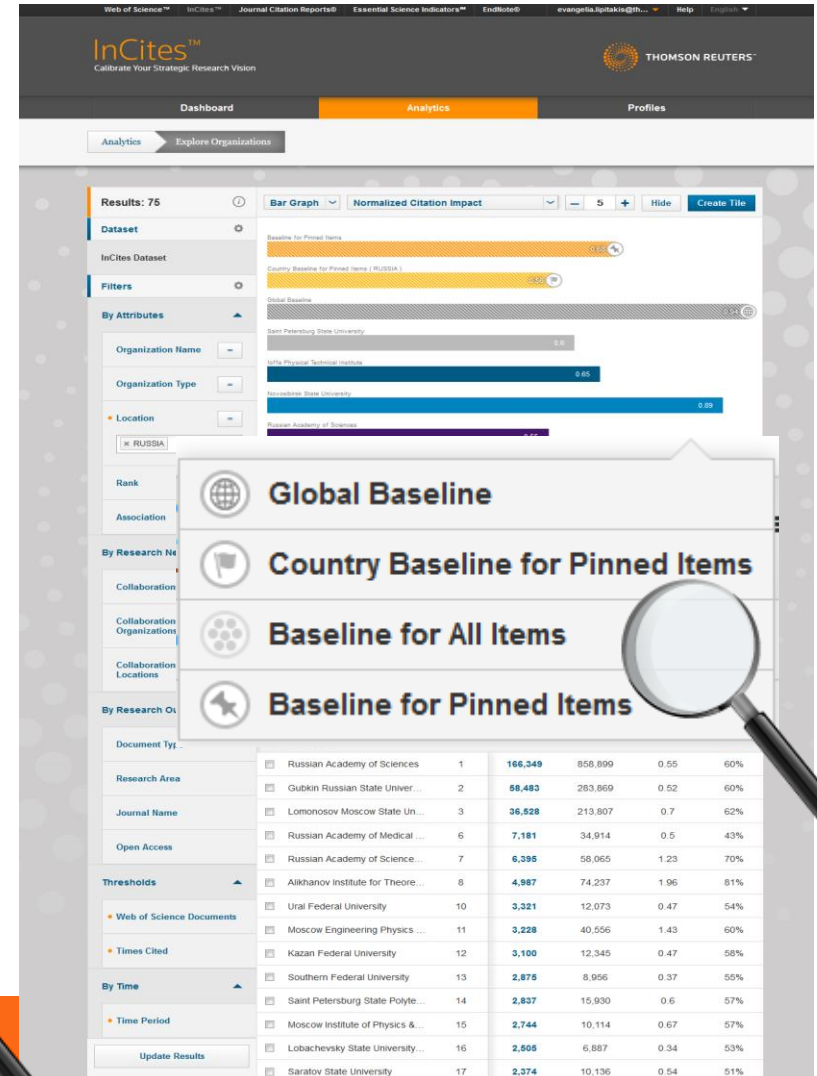 Web of Science™ InCites™ Journal Citation Reports® Essential Science Indicators℠ EndNote® evangelia.lipitakis@th... Help English
InCites™
Calibrate Your Strategic Research Vision
THOMSON REUTERS™
Dashboard Analytics Profiles
Analytics Explore Organizations
Results: 75 Bar Graph Normalized Citation Impact – 5 + Hide Create Tile
Dataset
InCites Dataset
Filters
By Attributes
Organization Name
Organization Type
Location
× RUSSIA
Rank
Association
By Research Ne
Collaboration
Collaboration
Organizations
Collaboration
Locations
By Research Ou
Document Typ
Research Area
Journal Name
Open Access
Thresholds
Web of Science Documents
Times Cited
By Time
Time Period
Update Results
Baseline for Pinned Items
Country Baseline for Pinned Items ( RUSSIA )
Global Baseline
0.94
Saint Petersburg State University
0.6
Ioffe Physical Technical Institute
0.65
Novosibirsk State University
0.89
Russian Academy of Sciences
0.55
Global Baseline
Country Baseline for Pinned Items
Baseline for All Items
Baseline for Pinned Items
Russian Academy of Sciences 1 166,349 858,899 0.55 60%
Gubkin Russian State Univer... 2 58,483 283,869 0.52 60%
Lomonosov Moscow State Un... 3 36,528 213,807 0.7 62%
Russian Academy of Medical ... 6 7,181 34,914 0.5 43%
Russian Academy of Science... 7 6,395 58,065 1.23 70%
Alikhanov Institute for Theore... 8 4,987 74,237 1.96 81%
Ural Federal University 10 3,321 12,073 0.47 54%
Moscow Engineering Physics ... 11 3,228 40,556 1.43 60%
Kazan Federal University 12 3,100 12,345 0.47 58%
Southern Federal University 13 2,875 8,956 0.37 55%
Saint Petersburg State Polyte... 14 2,837 15,930 0.6 57%
Moscow Institute of Physics &... 15 2,744 10,114 0.67 57%
Lobachevsky State University... 16 2,505 6,887 0.34 53%
Saratov State University 17 2,374 10,136 0.54 51%